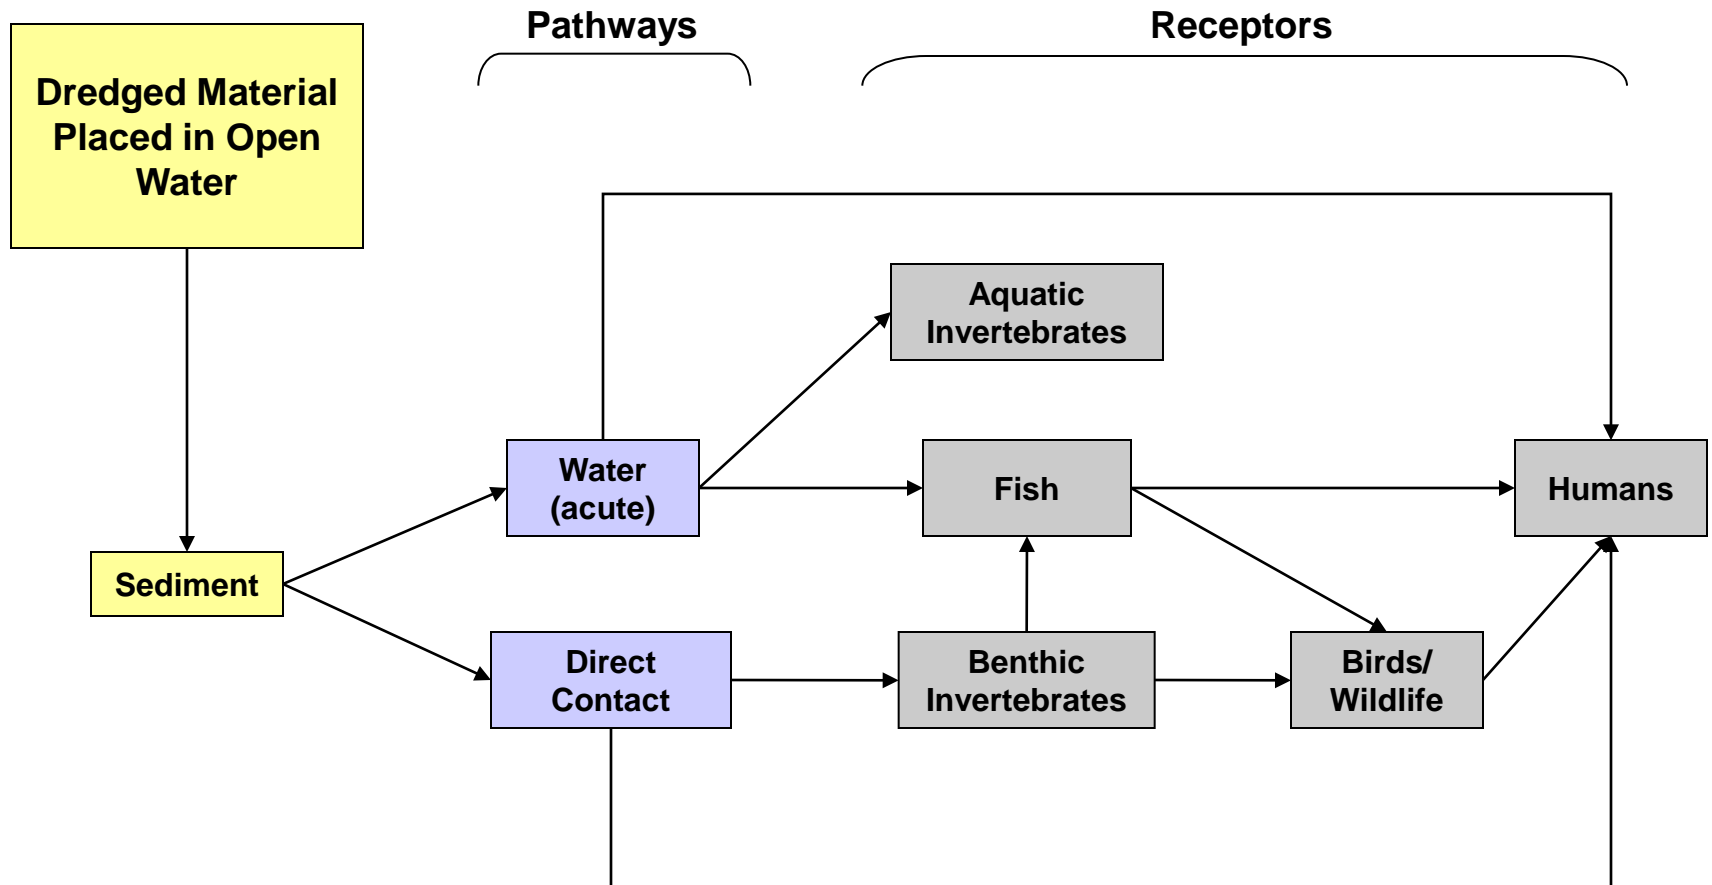 Pathways
Receptors
Dredged Material
Placed in Open
Water
Aquatic
Invertebrates
Water
(acute)
Fish
Humans
Sediment
Direct
Contact
Benthic
Invertebrates
Birds/
Wildlife